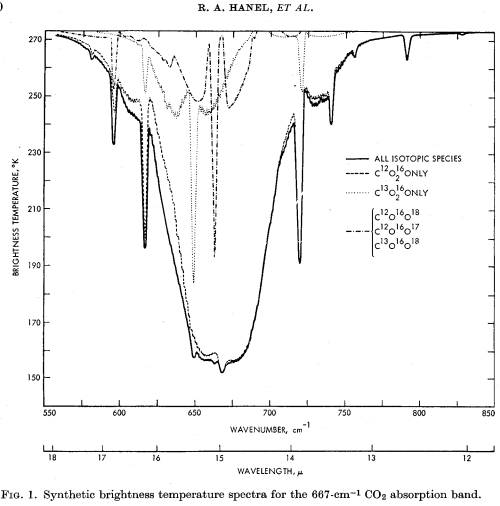 )
R. A. HANEL, ET AL.
270
250
230
210
190
170
150
BRIGHTNESS TEMPERATURE, °K
ALL ISOTOPIC SPECIES
C¹²O₂¹⁶ ONLY
C¹³O₂¹⁶ ONLY
C¹²O¹⁶O¹⁸
C¹²O¹⁶O¹⁷
C¹³O¹⁶O¹⁸
550 600 650 700 750 800 850
WAVENUMBER, cm⁻¹
18 17 16 15 14 13 12
WAVELENGTH, μ
FIG. 1. Synthetic brightness temperature spectra for the 667-cm⁻¹ CO₂ absorption band.